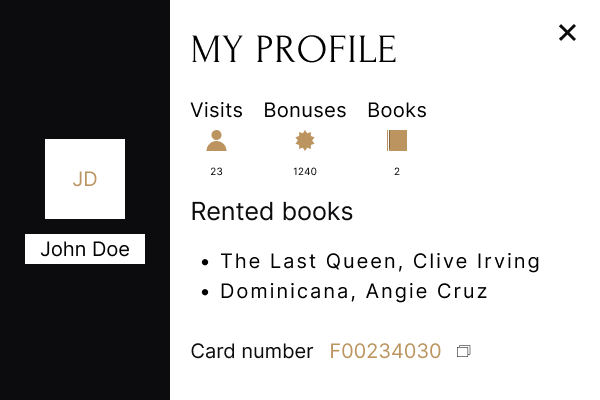 MY PROFILE
Visits Bonuses Books
23 1240 2
JD
John Doe
Rented books
• The Last Queen, Clive Irving
• Dominicana, Angie Cruz
Card number F00234030